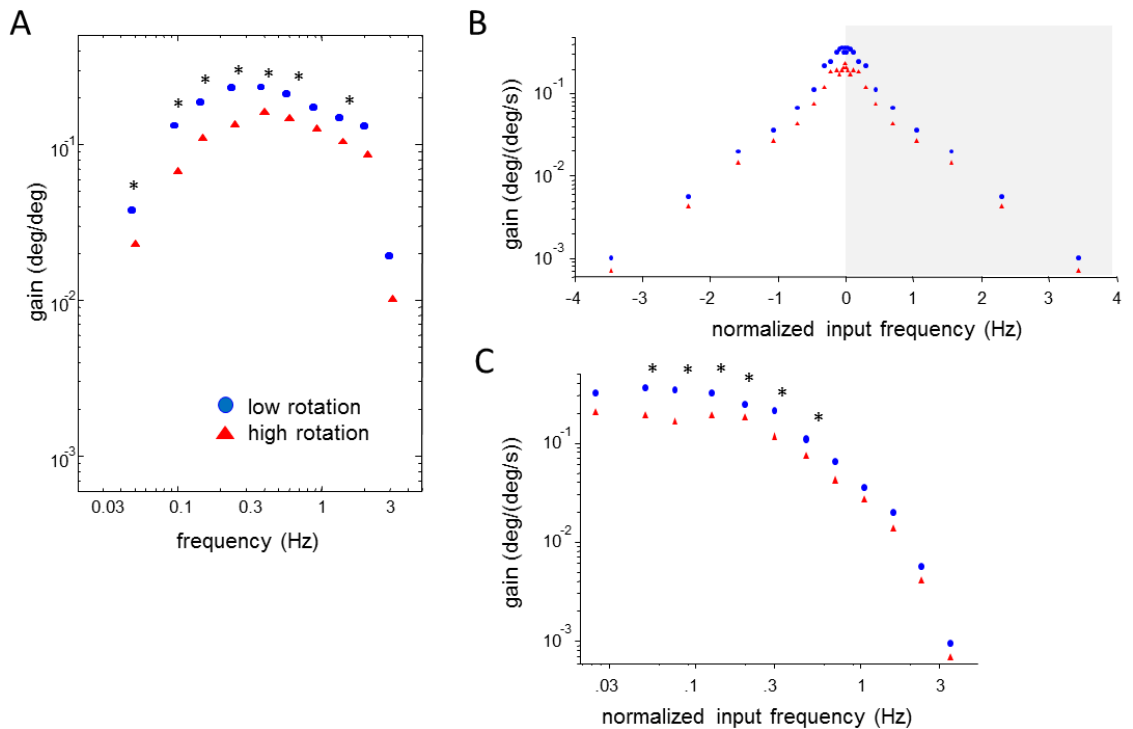 A
gain (deg/deg)
10^-1
10^-2
10^-3
* * * * * * *
low rotation
high rotation
0.03 0.1 0.3 1 3
frequency (Hz)
B
gain (deg/(deg/s))
10^-1
10^-2
10^-3
-4 -3 -2 -1 0 1 2 3 4
normalized input frequency (Hz)
C
gain (deg/(deg/s))
* * * * * *
10^-1
10^-2
10^-3
.03 .1 .3 1 3
normalized input frequency (Hz)